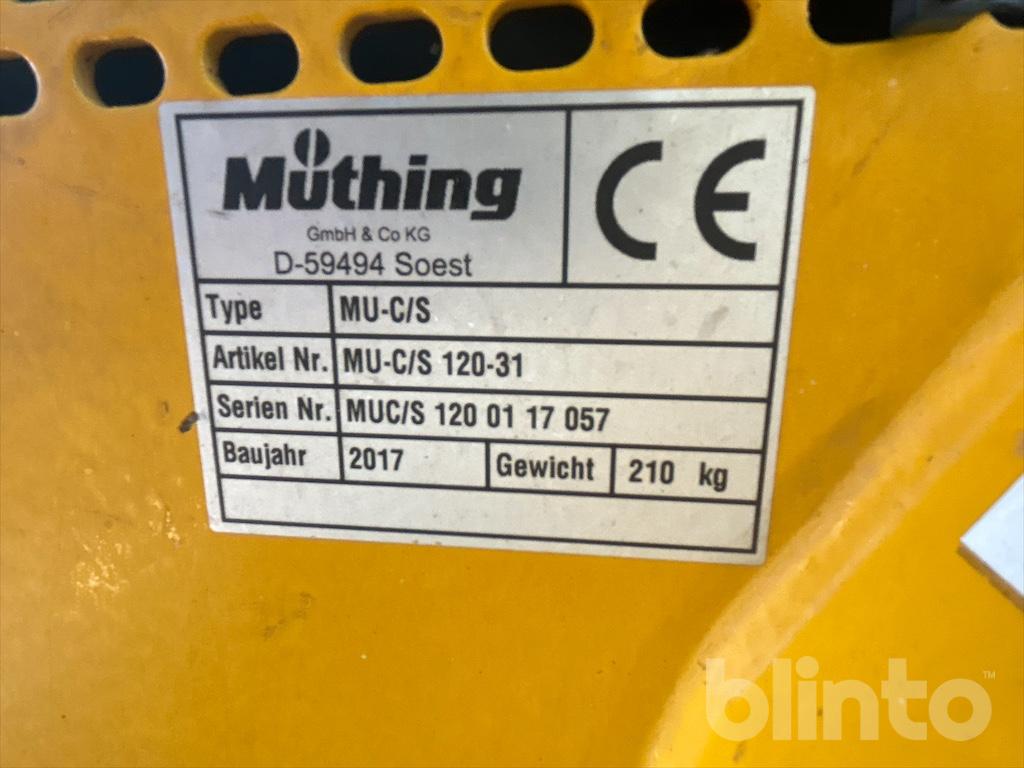 Müthing
GmbH & Co KG
D-59494 Soest
CE
Type MU-C/S
Artikel Nr. MU-C/S 120-31
Serien Nr. MUC/S 120 01 17 057
Baujahr 2017 Gewicht 210 kg
blinto™